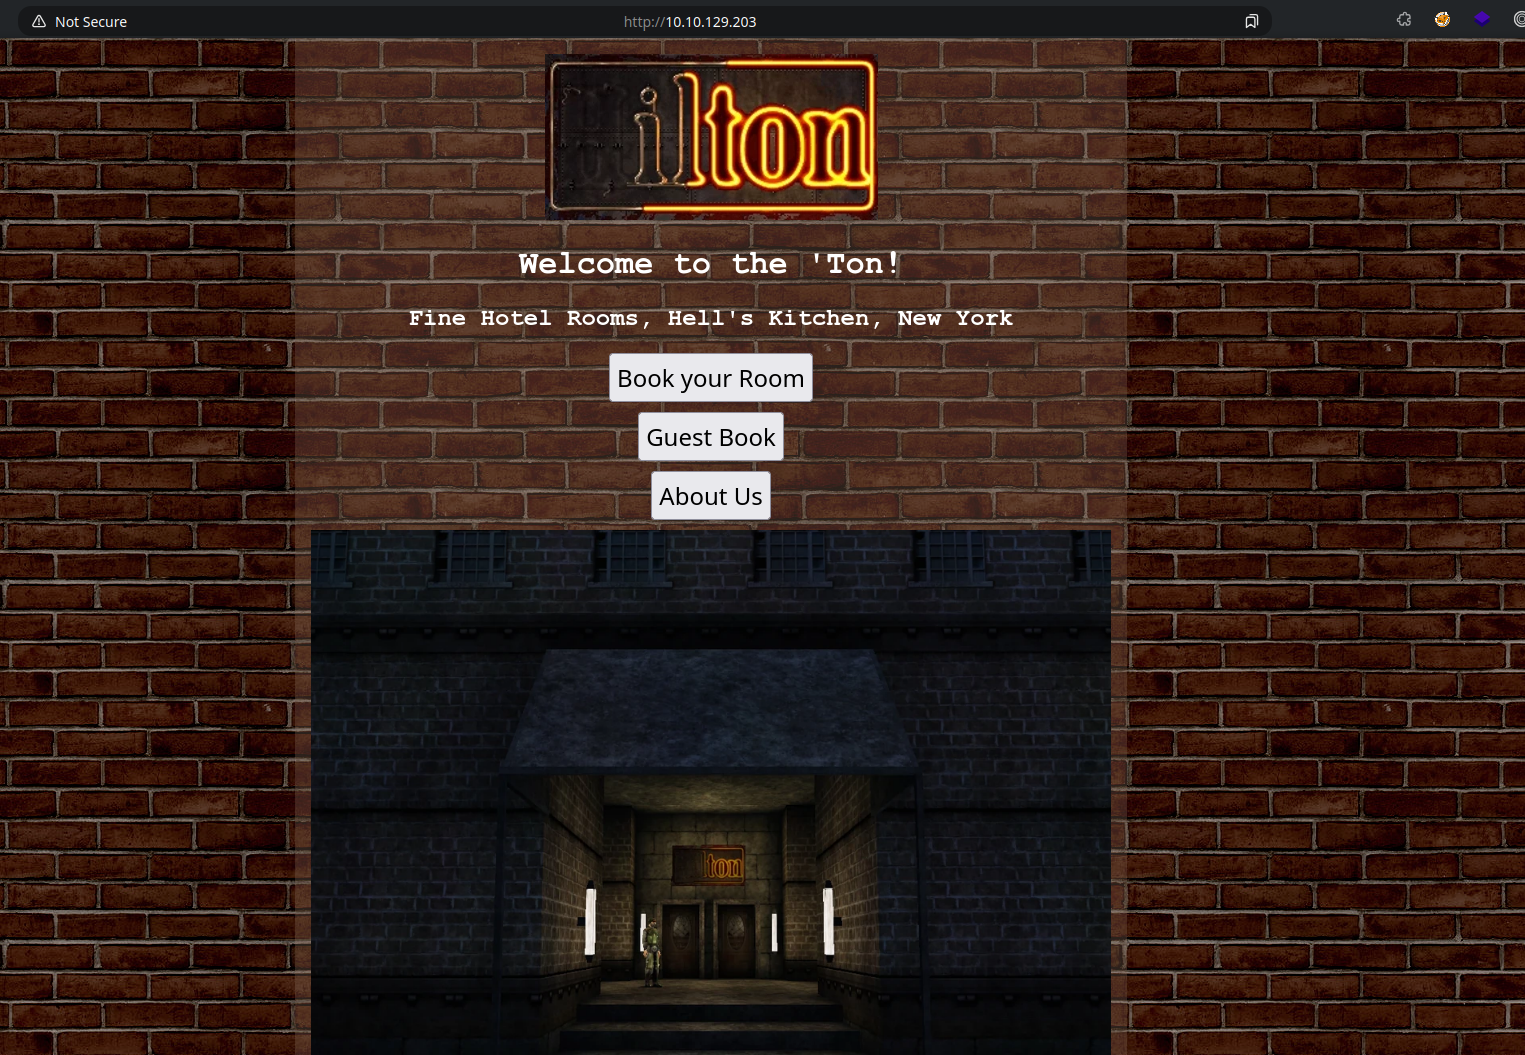 Not Secure
http://10.10.129.203
ilton
Welcome to the 'Ton!
Fine Hotel Rooms, Hell's Kitchen, New York
Book your Room
Guest Book
About Us
ton